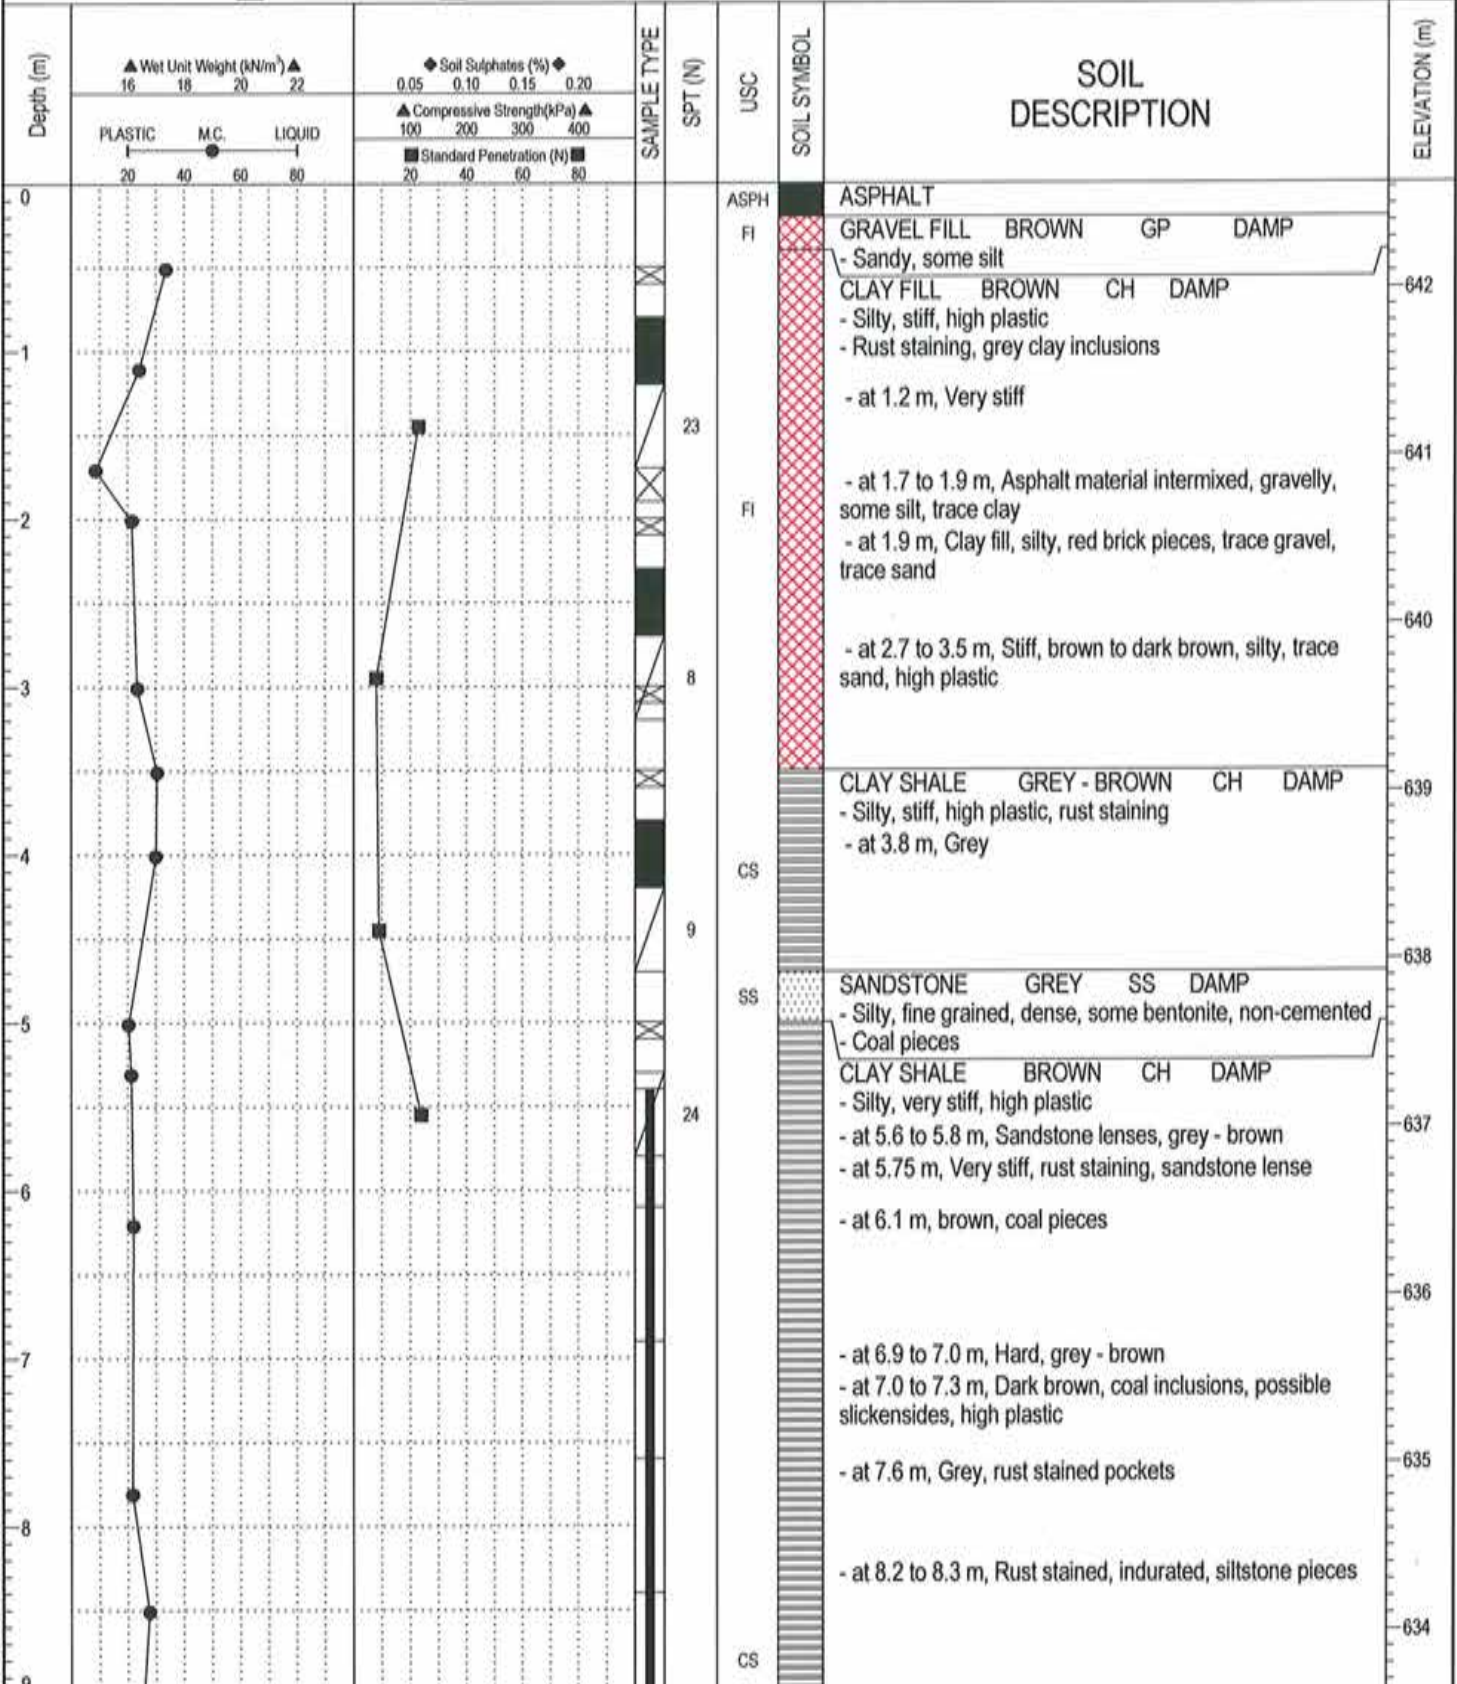 Depth (m)
▲ Wet Unit Weight (kN/m³) ▲
16 18 20 22
PLASTIC M.C. LIQUID
20 40 60 80
◆ Soil Sulphates (%) ◆
0.05 0.10 0.15 0.20
▲ Compressive Strength(kPa) ▲
100 200 300 400
■ Standard Penetration (N) ■
20 40 60 80
SAMPLE TYPE
SPT (N)
USC
SOIL SYMBOL
SOIL
DESCRIPTION
ELEVATION (m)
0
ASPH
ASPHALT
FI
GRAVEL FILL BROWN GP DAMP
- Sandy, some silt
642
CLAY FILL BROWN CH DAMP
- Silty, stiff, high plastic
- Rust staining, grey clay inclusions
1
- at 1.2 m, Very stiff
23
641
- at 1.7 to 1.9 m, Asphalt material intermixed, gravelly,
some silt, trace clay
FI
2
- at 1.9 m, Clay fill, silty, red brick pieces, trace gravel,
trace sand
640
- at 2.7 to 3.5 m, Stiff, brown to dark brown, silty, trace
sand, high plastic
8
3
CLAY SHALE GREY - BROWN CH DAMP
639
- Silty, stiff, high plastic, rust staining
- at 3.8 m, Grey
4
CS
9
638
SANDSTONE GREY SS DAMP
SS
- Silty, fine grained, dense, some bentonite, non-cemented
- Coal pieces
5
CLAY SHALE BROWN CH DAMP
- Silty, very stiff, high plastic
24
637
- at 5.6 to 5.8 m, Sandstone lenses, grey - brown
- at 5.75 m, Very stiff, rust staining, sandstone lense
6
- at 6.1 m, brown, coal pieces
636
- at 6.9 to 7.0 m, Hard, grey - brown
7
- at 7.0 to 7.3 m, Dark brown, coal inclusions, possible
slickensides, high plastic
635
- at 7.6 m, Grey, rust stained pockets
8
- at 8.2 to 8.3 m, Rust stained, indurated, siltstone pieces
634
CS
9